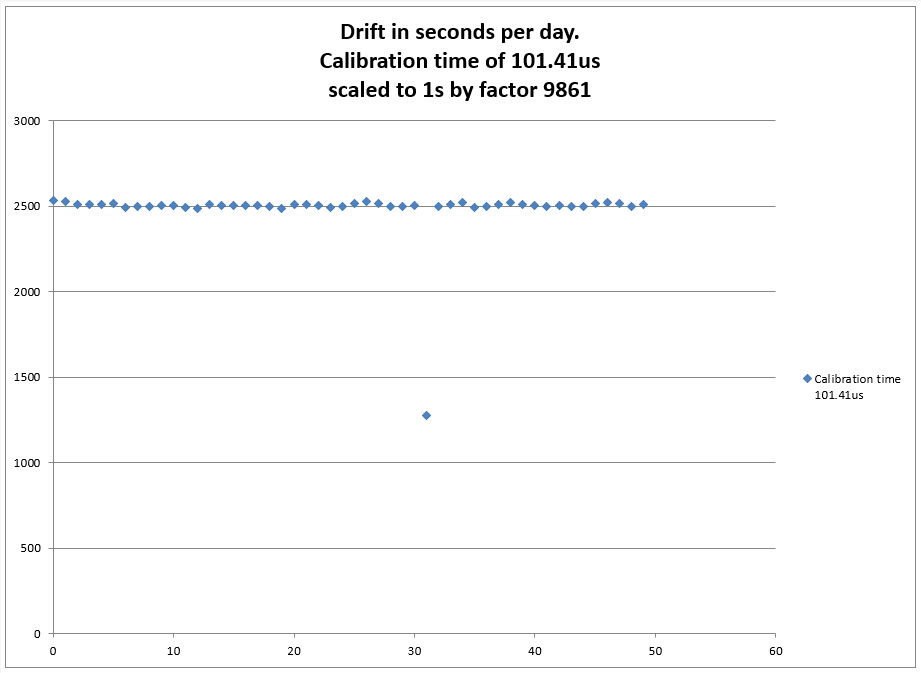 Drift in seconds per day.
Calibration time of 101.41us
scaled to 1s by factor 9861
3000
2500
2000
1500
1000
500
0
0 10 20 30 40 50 60
Calibration time
101.41us